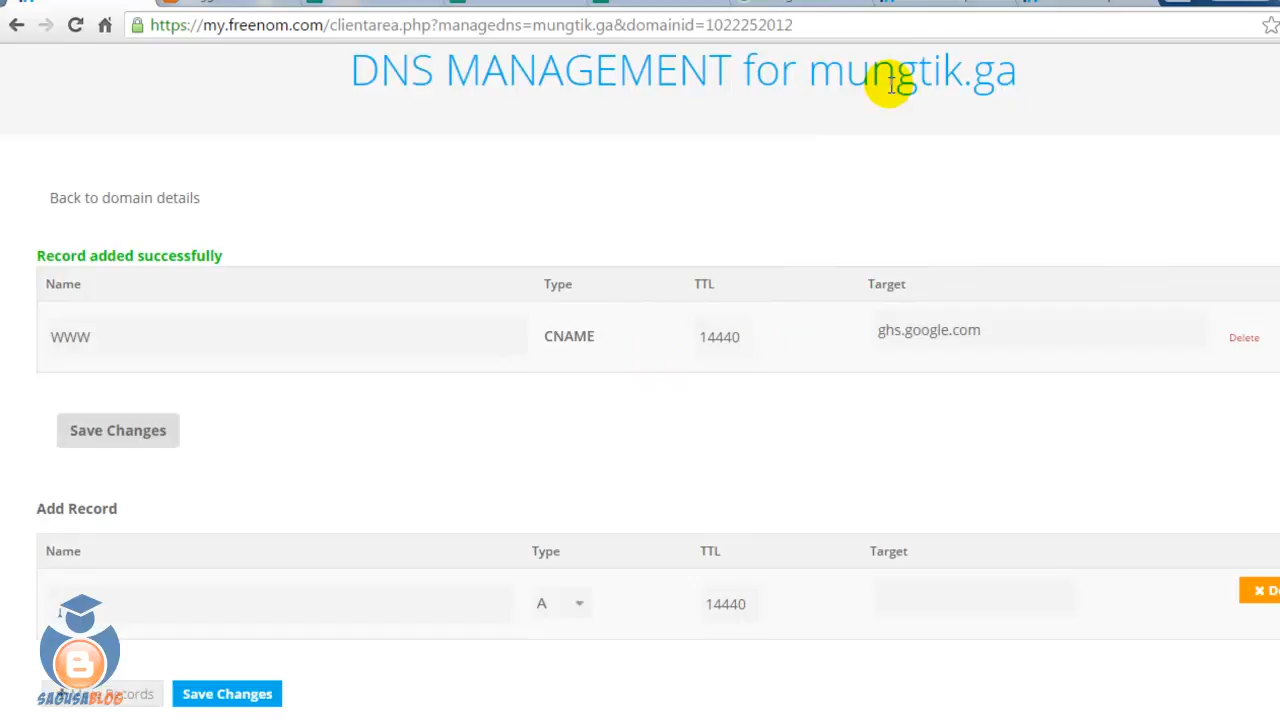 https://my.freenom.com/clientarea.php?managedns=mungtik.ga&domainid=1022252012
DNS MANAGEMENT for mungtik.ga
Back to domain details
Record added successfully
Name Type TTL Target
WWW CNAME 14440 ghs.google.com Delete
Save Changes
Add Record
Name Type TTL Target
A 14440
Records Save Changes
SAGUSABLOG